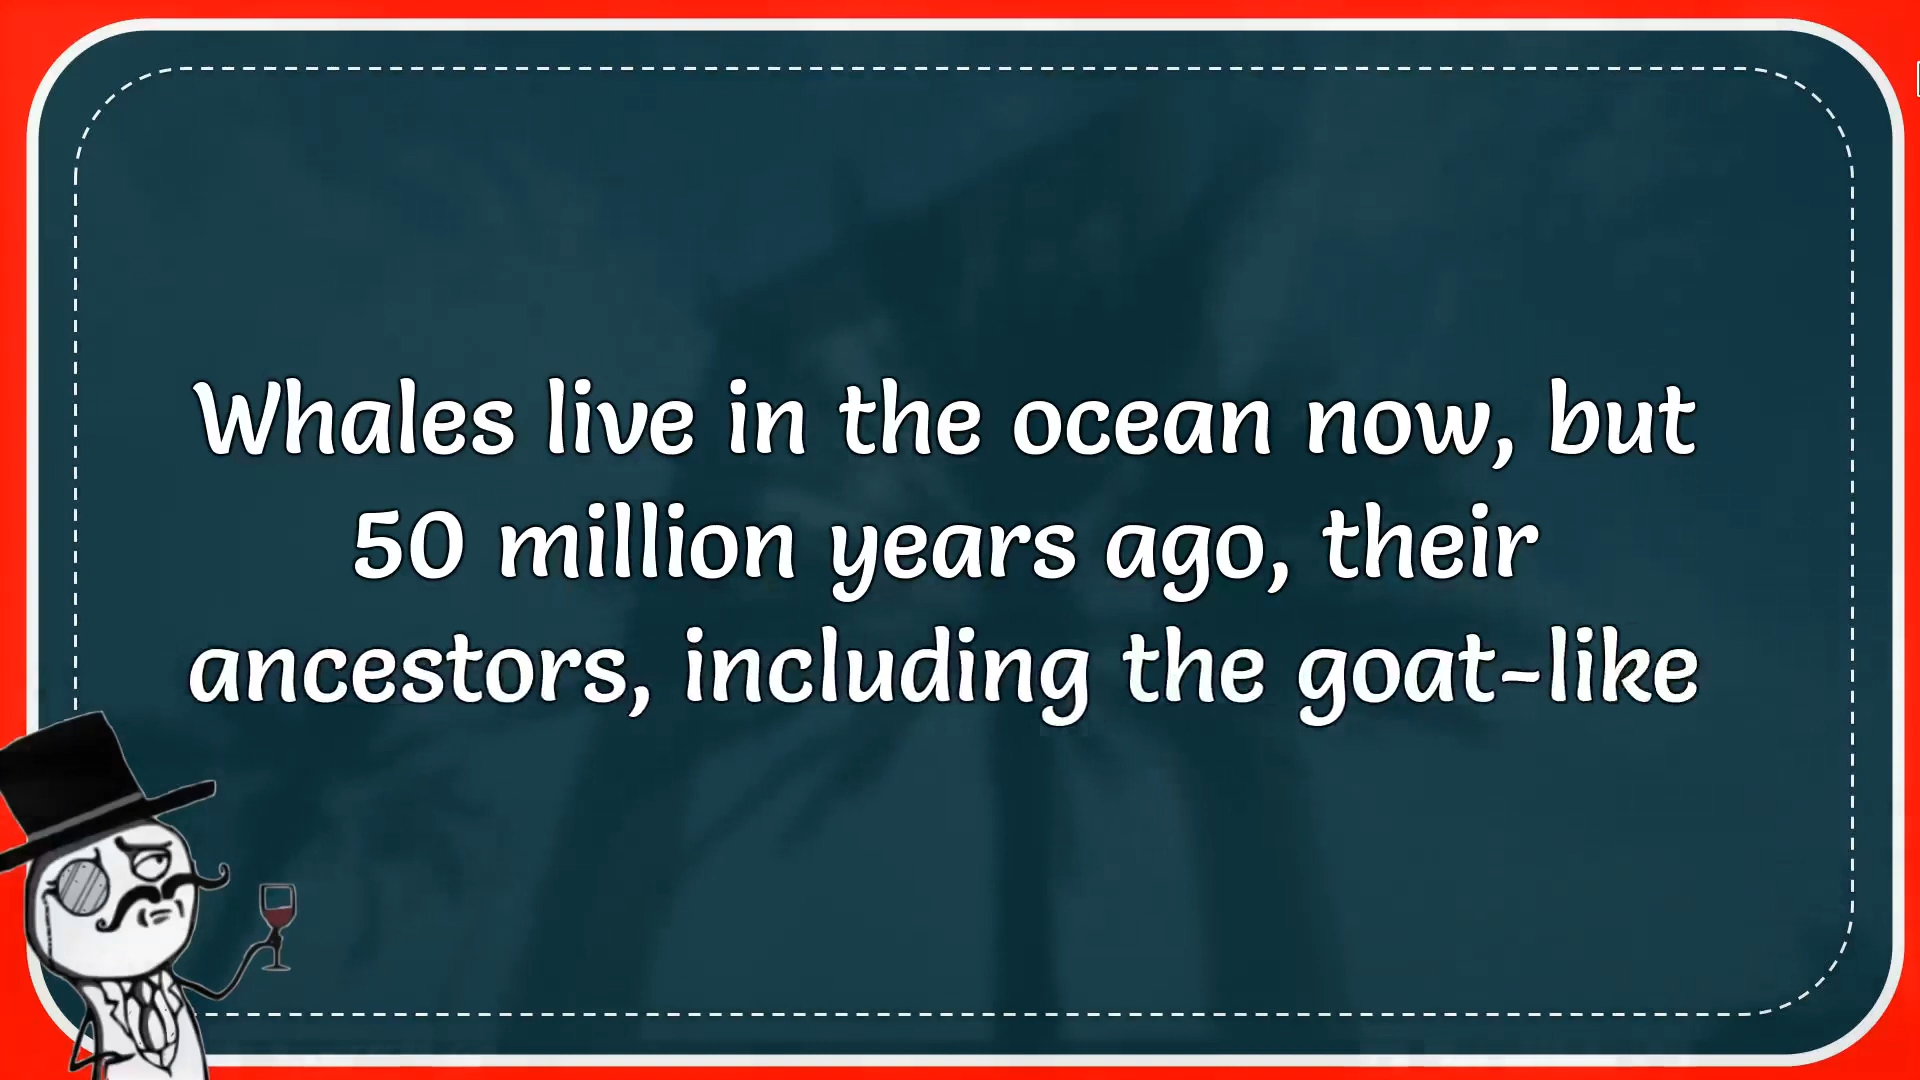 Whales live in the ocean now, but
50 million years ago, their
ancestors, including the goat-like